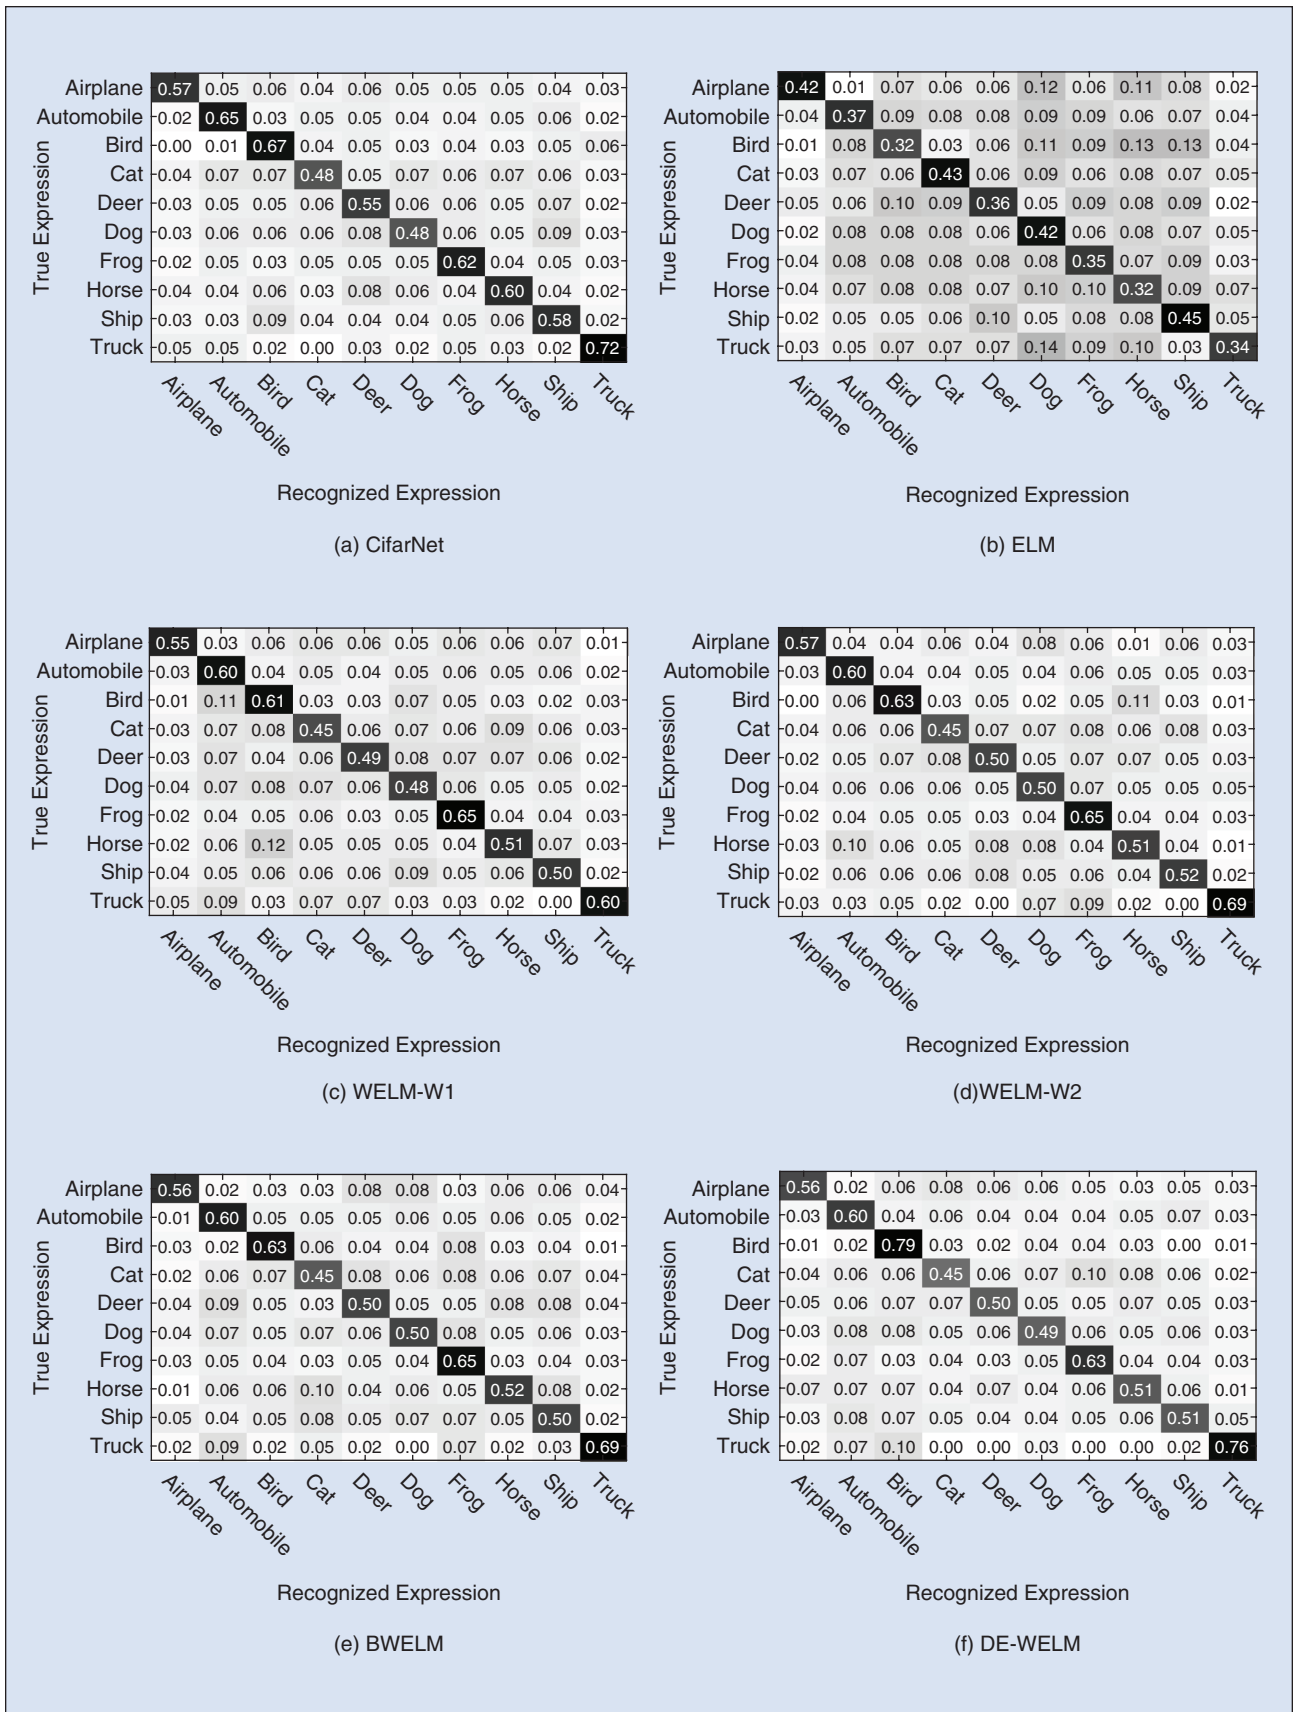 Airplane 0.57 0.05 0.06 0.04 0.06 0.05 0.05 0.05 0.04 0.03
Automobile 0.02 0.65 0.03 0.05 0.05 0.04 0.04 0.05 0.06 0.02
Bird 0.00 0.01 0.67 0.04 0.05 0.03 0.04 0.03 0.05 0.06
Cat 0.04 0.07 0.07 0.48 0.05 0.07 0.06 0.07 0.06 0.03
Deer 0.03 0.05 0.05 0.06 0.55 0.06 0.06 0.05 0.07 0.02
Dog 0.03 0.06 0.06 0.06 0.08 0.48 0.06 0.05 0.09 0.03
Frog 0.02 0.05 0.03 0.05 0.05 0.05 0.62 0.04 0.05 0.03
Horse 0.04 0.04 0.06 0.03 0.08 0.06 0.04 0.60 0.04 0.02
Ship 0.03 0.03 0.09 0.04 0.04 0.04 0.05 0.06 0.58 0.02
Truck 0.05 0.05 0.02 0.00 0.03 0.02 0.05 0.03 0.02 0.72
True Expression
Airplane Automobile Bird Cat Deer Dog Frog Horse Ship Truck
Recognized Expression
(a) CifarNet
Airplane 0.42 0.01 0.07 0.06 0.06 0.12 0.06 0.11 0.08 0.02
Automobile 0.04 0.37 0.09 0.08 0.08 0.09 0.09 0.06 0.07 0.04
Bird 0.01 0.08 0.32 0.03 0.06 0.11 0.09 0.13 0.13 0.04
Cat 0.03 0.07 0.06 0.43 0.06 0.09 0.06 0.08 0.07 0.05
Deer 0.05 0.06 0.10 0.09 0.36 0.05 0.09 0.08 0.09 0.02
Dog 0.02 0.08 0.08 0.08 0.06 0.42 0.06 0.08 0.07 0.05
Frog 0.04 0.08 0.08 0.08 0.08 0.08 0.35 0.07 0.09 0.03
Horse 0.04 0.07 0.08 0.08 0.07 0.10 0.10 0.32 0.09 0.07
Ship 0.02 0.05 0.05 0.06 0.10 0.05 0.08 0.08 0.45 0.05
Truck 0.03 0.05 0.07 0.07 0.07 0.14 0.09 0.10 0.03 0.34
True Expression
Airplane Automobile Bird Cat Deer Dog Frog Horse Ship Truck
Recognized Expression
(b) ELM
Airplane 0.55 0.03 0.06 0.06 0.06 0.05 0.06 0.06 0.07 0.01
Automobile 0.03 0.60 0.04 0.05 0.04 0.05 0.06 0.05 0.06 0.02
Bird 0.01 0.11 0.61 0.03 0.03 0.07 0.05 0.03 0.02 0.03
Cat 0.03 0.07 0.08 0.45 0.06 0.07 0.06 0.09 0.06 0.03
Deer 0.03 0.07 0.04 0.06 0.49 0.08 0.07 0.07 0.06 0.02
Dog 0.04 0.07 0.08 0.07 0.06 0.48 0.06 0.05 0.05 0.02
Frog 0.02 0.04 0.05 0.06 0.03 0.05 0.65 0.04 0.04 0.03
Horse 0.02 0.06 0.12 0.05 0.05 0.05 0.04 0.51 0.07 0.03
Ship 0.04 0.05 0.06 0.06 0.06 0.09 0.05 0.06 0.50 0.02
Truck 0.05 0.09 0.03 0.07 0.07 0.03 0.03 0.02 0.00 0.60
True Expression
Airplane Automobile Bird Cat Deer Dog Frog Horse Ship Truck
Recognized Expression
(c) WELM-W1
Airplane 0.57 0.04 0.04 0.06 0.04 0.08 0.06 0.01 0.06 0.03
Automobile 0.03 0.60 0.04 0.04 0.05 0.04 0.06 0.05 0.05 0.03
Bird 0.00 0.06 0.63 0.03 0.05 0.02 0.05 0.11 0.03 0.01
Cat 0.04 0.06 0.06 0.45 0.07 0.07 0.08 0.06 0.08 0.03
Deer 0.02 0.05 0.07 0.08 0.50 0.05 0.07 0.07 0.05 0.03
Dog 0.04 0.06 0.06 0.06 0.05 0.50 0.07 0.05 0.05 0.05
Frog 0.02 0.04 0.05 0.05 0.03 0.04 0.65 0.04 0.04 0.03
Horse 0.03 0.10 0.06 0.05 0.08 0.08 0.04 0.51 0.04 0.01
Ship 0.02 0.06 0.06 0.06 0.08 0.05 0.06 0.04 0.52 0.02
Truck 0.03 0.03 0.05 0.02 0.00 0.07 0.09 0.02 0.00 0.69
True Expression
Airplane Automobile Bird Cat Deer Dog Frog Horse Ship Truck
Recognized Expression
(d)WELM-W2
Airplane 0.56 0.02 0.03 0.03 0.08 0.08 0.03 0.06 0.06 0.04
Automobile 0.01 0.60 0.05 0.05 0.05 0.06 0.05 0.06 0.05 0.02
Bird 0.03 0.02 0.63 0.06 0.04 0.04 0.08 0.03 0.04 0.01
Cat 0.02 0.06 0.07 0.45 0.08 0.06 0.08 0.06 0.07 0.04
Deer 0.04 0.09 0.05 0.03 0.50 0.05 0.05 0.08 0.08 0.04
Dog 0.04 0.07 0.05 0.07 0.06 0.50 0.08 0.05 0.06 0.03
Frog 0.03 0.05 0.04 0.03 0.05 0.04 0.65 0.03 0.04 0.03
Horse 0.01 0.06 0.06 0.10 0.04 0.06 0.05 0.52 0.08 0.02
Ship 0.05 0.04 0.05 0.08 0.05 0.07 0.07 0.05 0.50 0.02
Truck 0.02 0.09 0.02 0.05 0.02 0.00 0.07 0.02 0.03 0.69
True Expression
Airplane Automobile Bird Cat Deer Dog Frog Horse Ship Truck
Recognized Expression
(e) BWELM
Airplane 0.56 0.02 0.06 0.08 0.06 0.06 0.05 0.03 0.05 0.03
Automobile 0.03 0.60 0.04 0.06 0.04 0.04 0.04 0.05 0.07 0.03
Bird 0.01 0.02 0.79 0.03 0.02 0.04 0.04 0.03 0.00 0.01
Cat 0.04 0.06 0.06 0.45 0.06 0.07 0.10 0.08 0.06 0.02
Deer 0.05 0.06 0.07 0.07 0.50 0.05 0.05 0.07 0.05 0.03
Dog 0.03 0.08 0.08 0.05 0.06 0.49 0.06 0.05 0.06 0.03
Frog 0.02 0.07 0.03 0.04 0.03 0.05 0.63 0.04 0.04 0.03
Horse 0.07 0.07 0.07 0.04 0.07 0.04 0.06 0.51 0.06 0.01
Ship 0.03 0.08 0.07 0.05 0.04 0.04 0.05 0.06 0.51 0.05
Truck 0.02 0.07 0.10 0.00 0.00 0.03 0.00 0.02 0.02 0.76
True Expression
Airplane Automobile Bird Cat Deer Dog Frog Horse Ship Truck
Recognized Expression
(f) DE-WELM